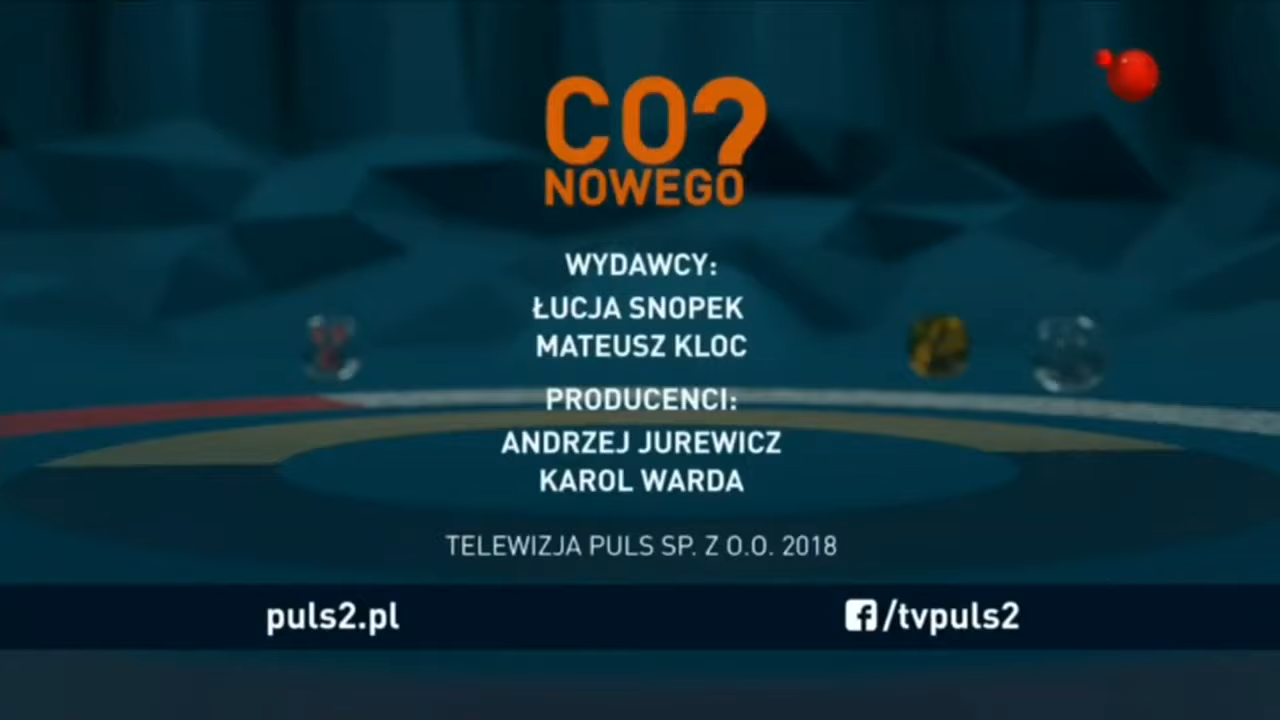 CO?
NOWEGO
WYDAWCY:
ŁUCJA SNOPEK
MATEUSZ KLOC
PRODUCENCI:
ANDRZEJ JUREWICZ
KAROL WARDA
TELEWIZJA PULS SP. Z O.O. 2018
puls2.pl
/tvpuls2